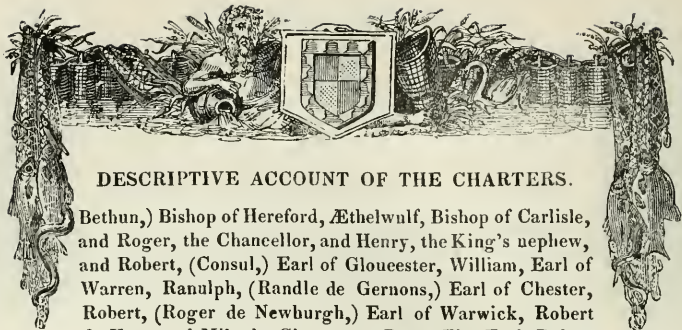 DESCRIPTIVE ACCOUNT OF THE CHARTERS.
Bethun,) Bishop of Hereford, Æthelwulf, Bishop of Carlisle,
and Roger, the Chancellor, and Henry, the King's nephew,
and Robert, (Consul,) Earl of Gloucester, William, Earl of
Warren, Ranulph, (Randle de Gernons,) Earl of Chester,
Robert, (Roger de Newburgh,) Earl of Warwick, Robert